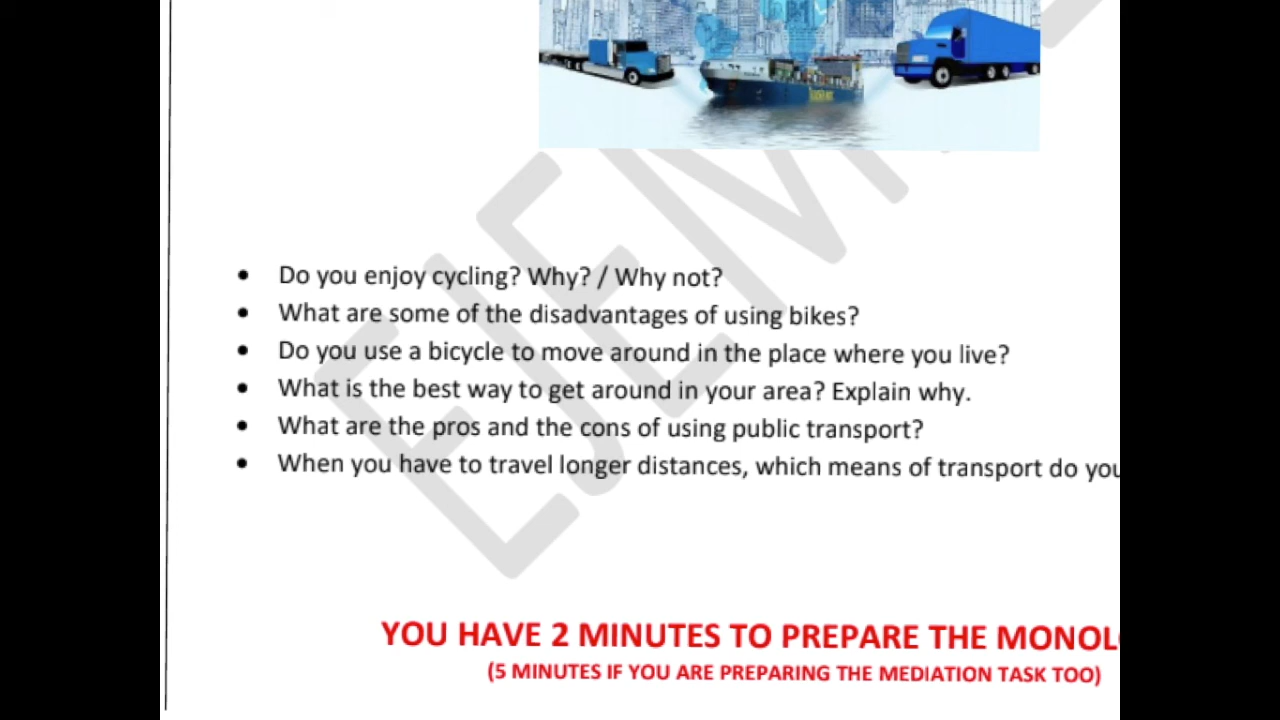 Do you enjoy cycling? Why? / Why not?
What are some of the disadvantages of using bikes?
Do you use a bicycle to move around in the place where you live?
What is the best way to get around in your area? Explain why.
What are the pros and the cons of using public transport?
When you have to travel longer distances, which means of transport do you
YOU HAVE 2 MINUTES TO PREPARE THE
(5 MINUTES IF YOU ARE PREPARING THE MEDIATION TASK TOO)